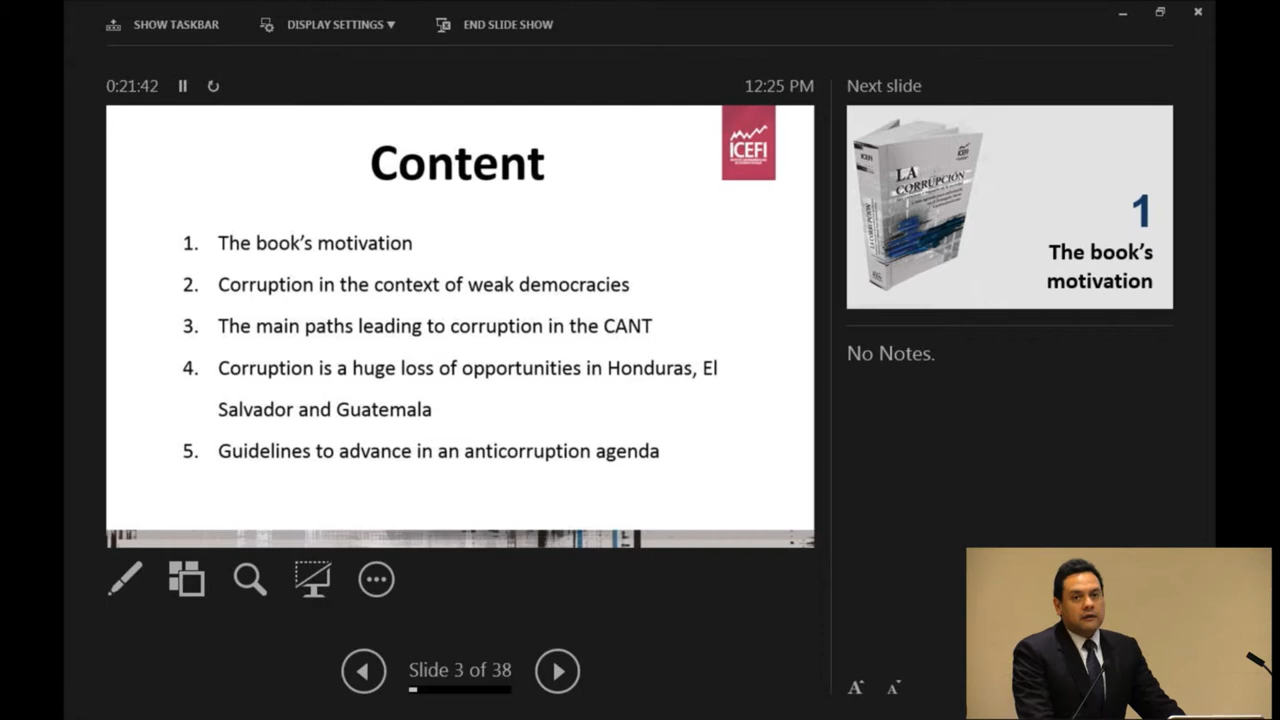 SHOW TASKBAR
DISPLAY SETTINGS ▼
END SLIDE SHOW
0:21:42
12:25 PM
Next slide
ICEFI
Content
1. The book’s motivation
2. Corruption in the context of weak democracies
3. The main paths leading to corruption in the CANT
4. Corruption is a huge loss of opportunities in Honduras, El
Salvador and Guatemala
5. Guidelines to advance in an anticorruption agenda
ICEFI
LA
CORRUPCIÓN
LA CORRUPCIÓN
1
The book’s
motivation
No Notes.
Slide 3 of 38
A
A